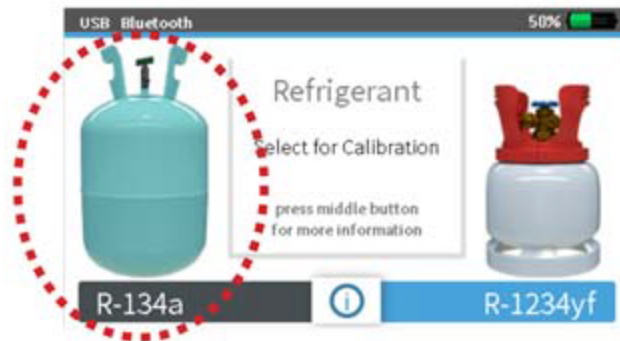 USB Bluetooth 50%
Refrigerant
Select for Calibration
press middle button
for more information
R-134a
R-1234yf